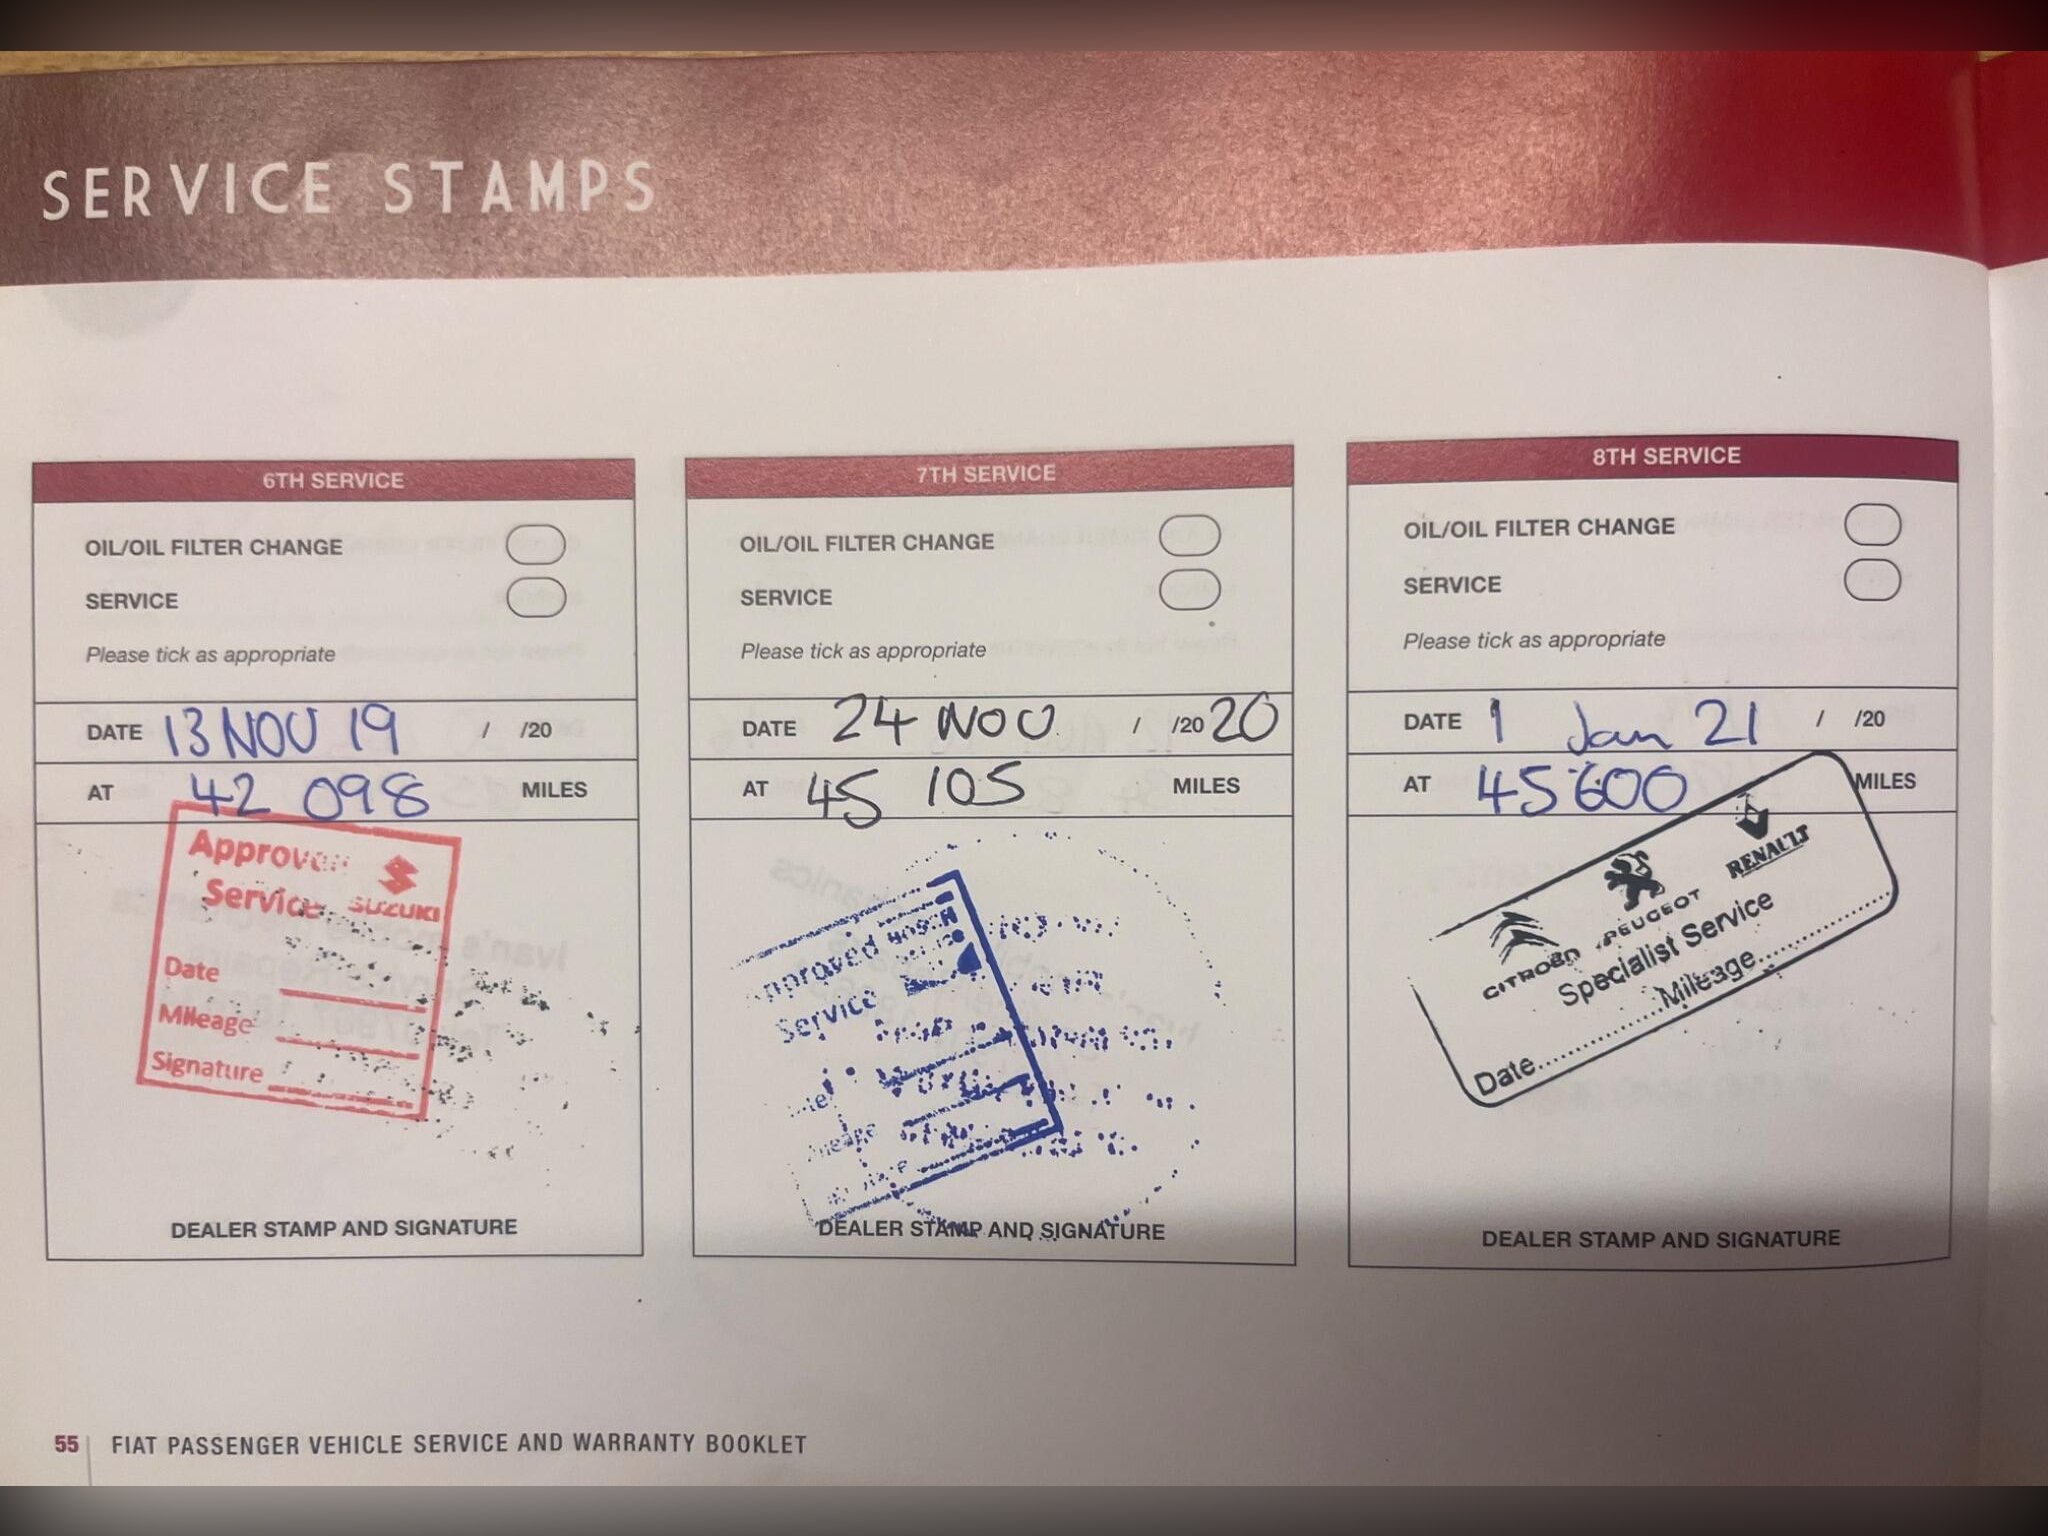 SERVICE STAMPS
6TH SERVICE
OIL/OIL FILTER CHANGE
SERVICE
Please tick as appropriate
DATE 13 NOV 19 / /20
AT 42 098 MILES
Approved
Service SUZUKI
Date
Mileage
Signature
DEALER STAMP AND SIGNATURE
7TH SERVICE
OIL/OIL FILTER CHANGE
SERVICE
Please tick as appropriate
DATE 24 NOV / /20 20
AT 45 105 MILES
Approved BOSCH
Service
DEALER STAMP AND SIGNATURE
8TH SERVICE
OIL/OIL FILTER CHANGE
SERVICE
Please tick as appropriate
DATE 1 Jan 21 / /20
AT 45600 MILES
CITROËN PEUGEOT RENAULT
Specialist Service
Date.................Mileage.................
DEALER STAMP AND SIGNATURE
55 FIAT PASSENGER VEHICLE SERVICE AND WARRANTY BOOKLET